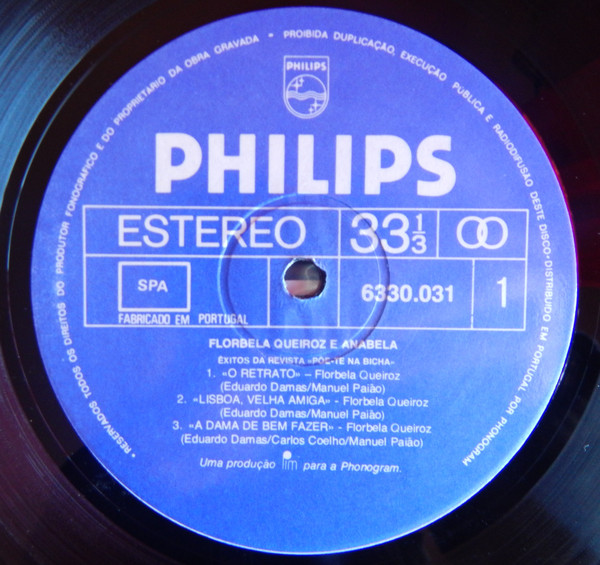 • RESERVADOS TODOS OS DIREITOS DO PRODUTOR FONOGRÁFICO E DO PROPRIETÁRIO DA OBRA GRAVADA • PROIBIDA DUPLICAÇÃO, EXECUÇÃO PÚBLICA E RADIODIFUSÃO DESTE DISCO • DISTRIBUIDO EM PORTUGAL POR PHONOGRAM
PHILIPS
PHILIPS
ESTEREO 33 1/3
SPA 6330.031 1
FABRICADO EM PORTUGAL
FLORBELA QUEIROZ E ANABELA
ÊXITOS DA REVISTA «PÕE-TE NA BICHA»
1. «O RETRATO» – Florbela Queiroz
(Eduardo Damas/Manuel Paião)
2. «LISBOA, VELHA AMIGA» - Florbela Queiroz
(Eduardo Damas/Manuel Paião)
3. «A DAMA DE BEM FAZER» - Florbela Queiroz
(Eduardo Damas/Carlos Coelho/Manuel Paião)
Uma produção jim para a Phonogram.